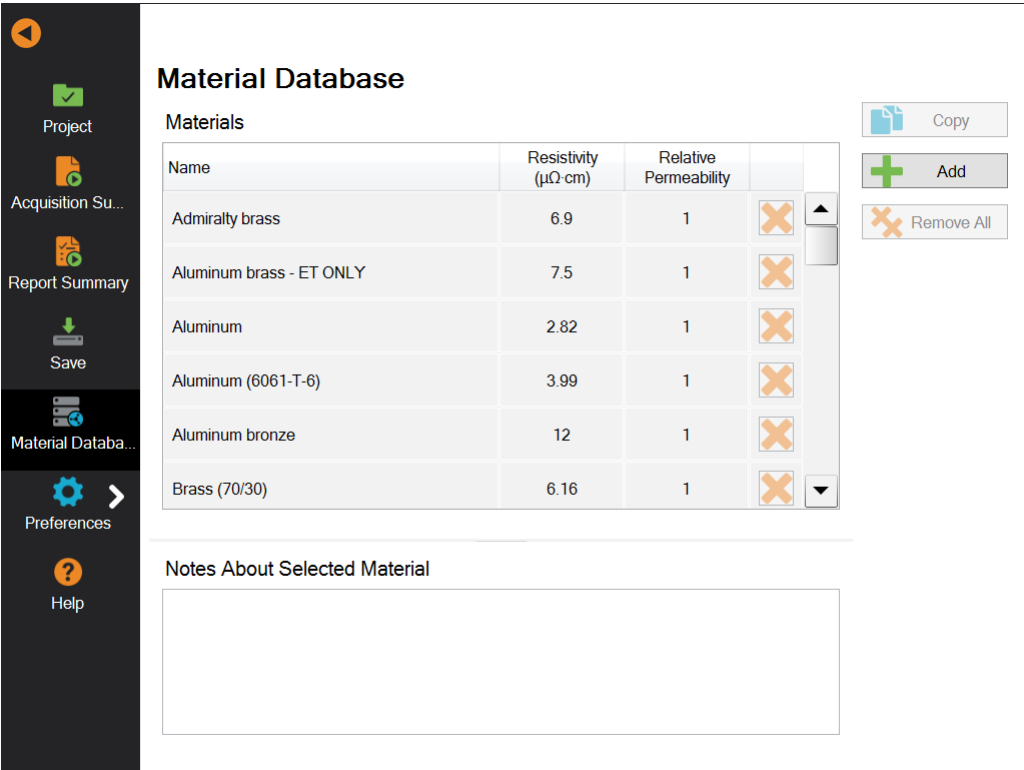 Project
Acquisition Su...
Report Summary
Save
Material Databa...
Preferences
Help
Material Database
Materials
Name
Resistivity
(µΩ·cm)
Relative
Permeability
Admiralty brass 6.9 1
Aluminum brass - ET ONLY 7.5 1
Aluminum 2.82 1
Aluminum (6061-T-6) 3.99 1
Aluminum bronze 12 1
Brass (70/30) 6.16 1
Notes About Selected Material
Copy
Add
Remove All